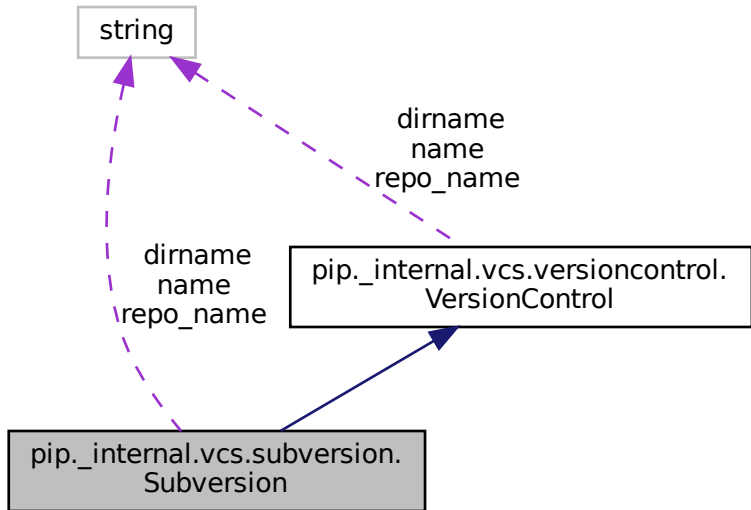 string
dirname
name
repo_name
dirname
name
repo_name
pip._internal.vcs.versioncontrol.
VersionControl
pip._internal.vcs.subversion.
Subversion